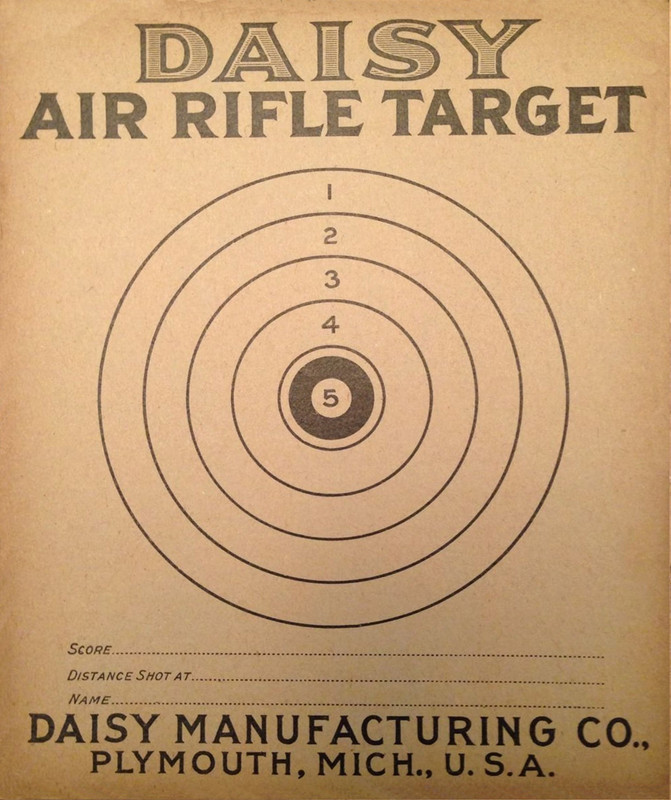 DAISY
AIR RIFLE TARGET
1
2
3
4
5
SCORE
DISTANCE SHOT AT
NAME
DAISY MANUFACTURING CO.,
PLYMOUTH, MICH., U.S.A.